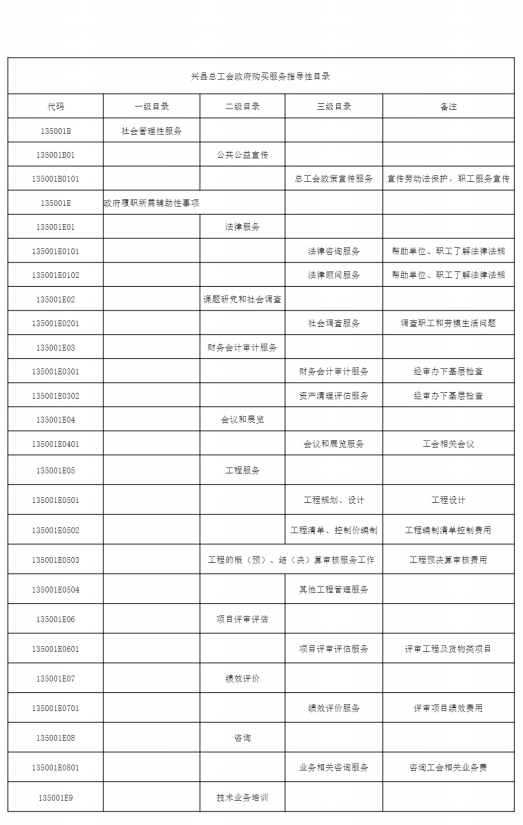 兴县总工会政府购买服务指导性目录
代码 一级目录 二级目录 三级目录 备注
135001B 社会管理性服务
135001B01 公共公益宣传
135001B0101 总工会政策宣传服务 宣传劳动法保护，职工服务宣传
135001E 政府履职所需辅助性事项
135001E01 法律服务
135001E0101 法律咨询服务 帮助单位、职工了解法律法规
135001E0102 法律顾问服务 帮助单位、职工了解法律法规
135001E02 课题研究和社会调查
135001E0201 社会调查服务 调查职工和劳模生活问题
135001E03 财务会计审计服务
135001E0301 财务会计审计服务 经审办下基层检查
135001E0302 资产清理评估服务 经审办下基层检查
135001E04 会议和展览
135001E0401 会议和展览服务 工会相关会议
135001E05 工程服务
135001E0501 工程规划、设计 工程设计
135001E0502 工程清单、控制价编制 工程编制清单控制费用
135001E0503 工程的概（预）、结（决）算审核服务工作 工程预决算审核费用
135001E0504 其他工程管理服务
135001E06 项目评审评估
135001E0601 项目评审评估服务 评审工程及货物类项目
135001E07 绩效评价
135001E0701 绩效评价服务 评审项目绩效费用
135001E08 咨询
135001E0801 业务相关咨询服务 咨询工会相关业务费
135001E9 技术业务培训